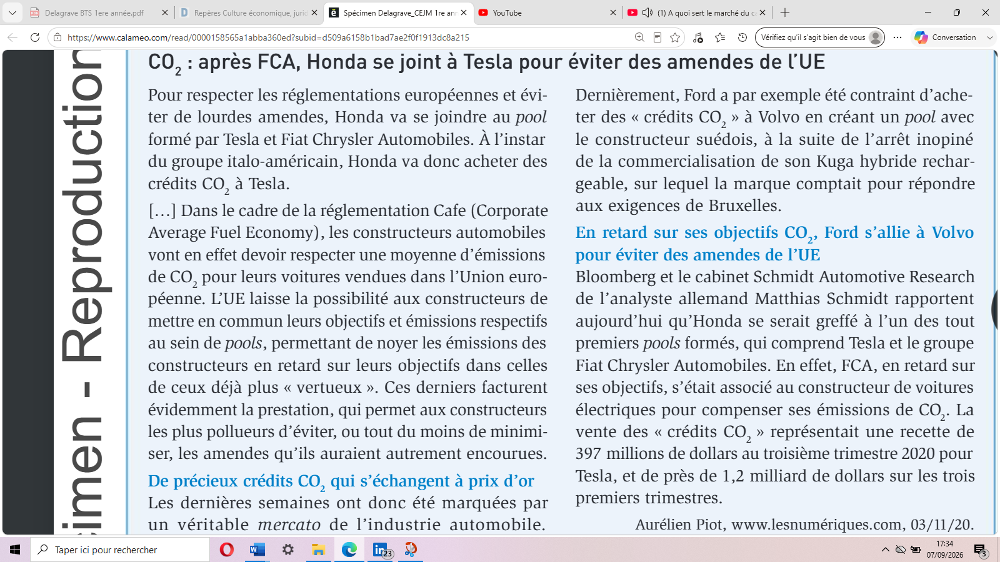 Delagrave BTS 1ere année.pdf
Repères Culture économique, jurid
Spécimen Delagrave_CEJM 1re ann
YouTube
(1) A quoi sert le marché du ca
https://www.calameo.com/read/0000158565a1abba360ed?subid=d509a6158b1bad7ae2f0f1913dc8a215
Vérifiez qu'il s'agit bien de vous
Conversation
imen - Reproduction
CO2 : après FCA, Honda se joint à Tesla pour éviter des amendes de l'UE
Pour respecter les réglementations européennes et évi-
ter de lourdes amendes, Honda va se joindre au pool
formé par Tesla et Fiat Chrysler Automobiles. À l'instar
du groupe italo-américain, Honda va donc acheter des
crédits CO2 à Tesla.
[…] Dans le cadre de la réglementation Cafe (Corporate
Average Fuel Economy), les constructeurs automobiles
vont en effet devoir respecter une moyenne d'émissions
de CO2 pour leurs voitures vendues dans l'Union euro-
péenne. L'UE laisse la possibilité aux constructeurs de
mettre en commun leurs objectifs et émissions respectifs
au sein de pools, permettant de noyer les émissions des
constructeurs en retard sur leurs objectifs dans celles
de ceux déjà plus « vertueux ». Ces derniers facturent
évidemment la prestation, qui permet aux constructeurs
les plus pollueurs d'éviter, ou tout du moins de minimi-
ser, les amendes qu'ils auraient autrement encourues.
De précieux crédits CO2 qui s'échangent à prix d'or
Les dernières semaines ont donc été marquées par
un véritable mercato de l'industrie automobile.
Dernièrement, Ford a par exemple été contraint d'ache-
ter des « crédits CO2 » à Volvo en créant un pool avec
le constructeur suédois, à la suite de l'arrêt inopiné
de la commercialisation de son Kuga hybride rechar-
geable, sur lequel la marque comptait pour répondre
aux exigences de Bruxelles.
En retard sur ses objectifs CO2, Ford s'allie à Volvo
pour éviter des amendes de l'UE
Bloomberg et le cabinet Schmidt Automotive Research
de l'analyste allemand Matthias Schmidt rapportent
aujourd'hui qu'Honda se serait greffé à l'un des tout
premiers pools formés, qui comprend Tesla et le groupe
Fiat Chrysler Automobiles. En effet, FCA, en retard sur
ses objectifs, s'était associé au constructeur de voitures
électriques pour compenser ses émissions de CO2. La
vente des « crédits CO2 » représentait une recette de
397 millions de dollars au troisième trimestre 2020 pour
Tesla, et de près de 1,2 milliard de dollars sur les trois
premiers trimestres.
Aurélien Piot, www.lesnumériques.com, 03/11/20.
Taper ici pour rechercher
23
17:34
07/09/2026
3